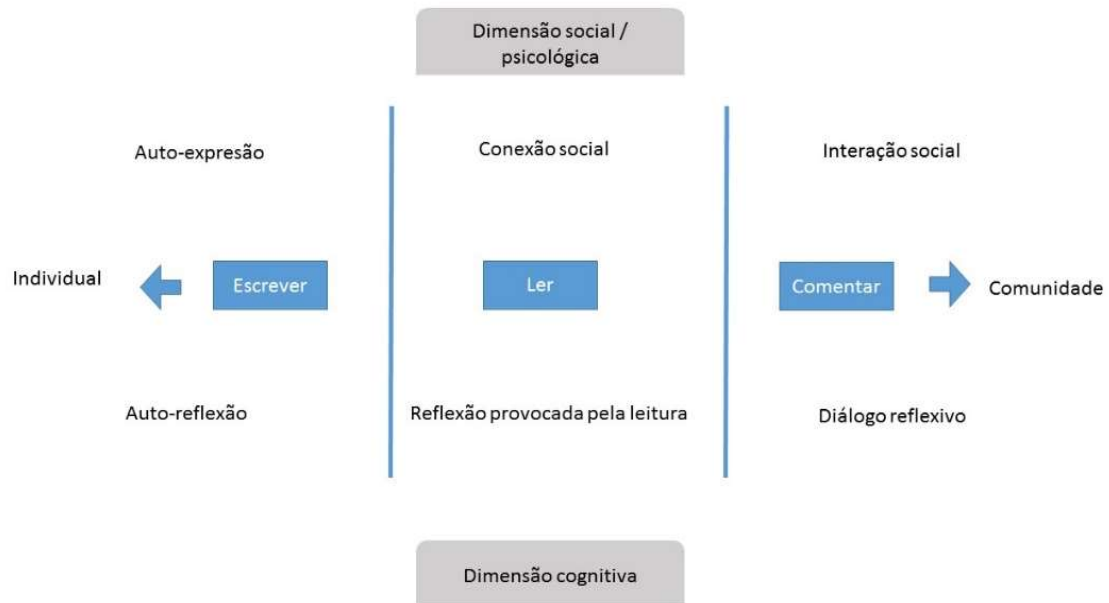 Dimensão social /
psicológica
Auto-expresão
Conexão social
Interação social
Individual
Escrever
Ler
Comentar
Comunidade
Auto-reflexão
Reflexão provocada pela leitura
Diálogo reflexivo
Dimensão cognitiva